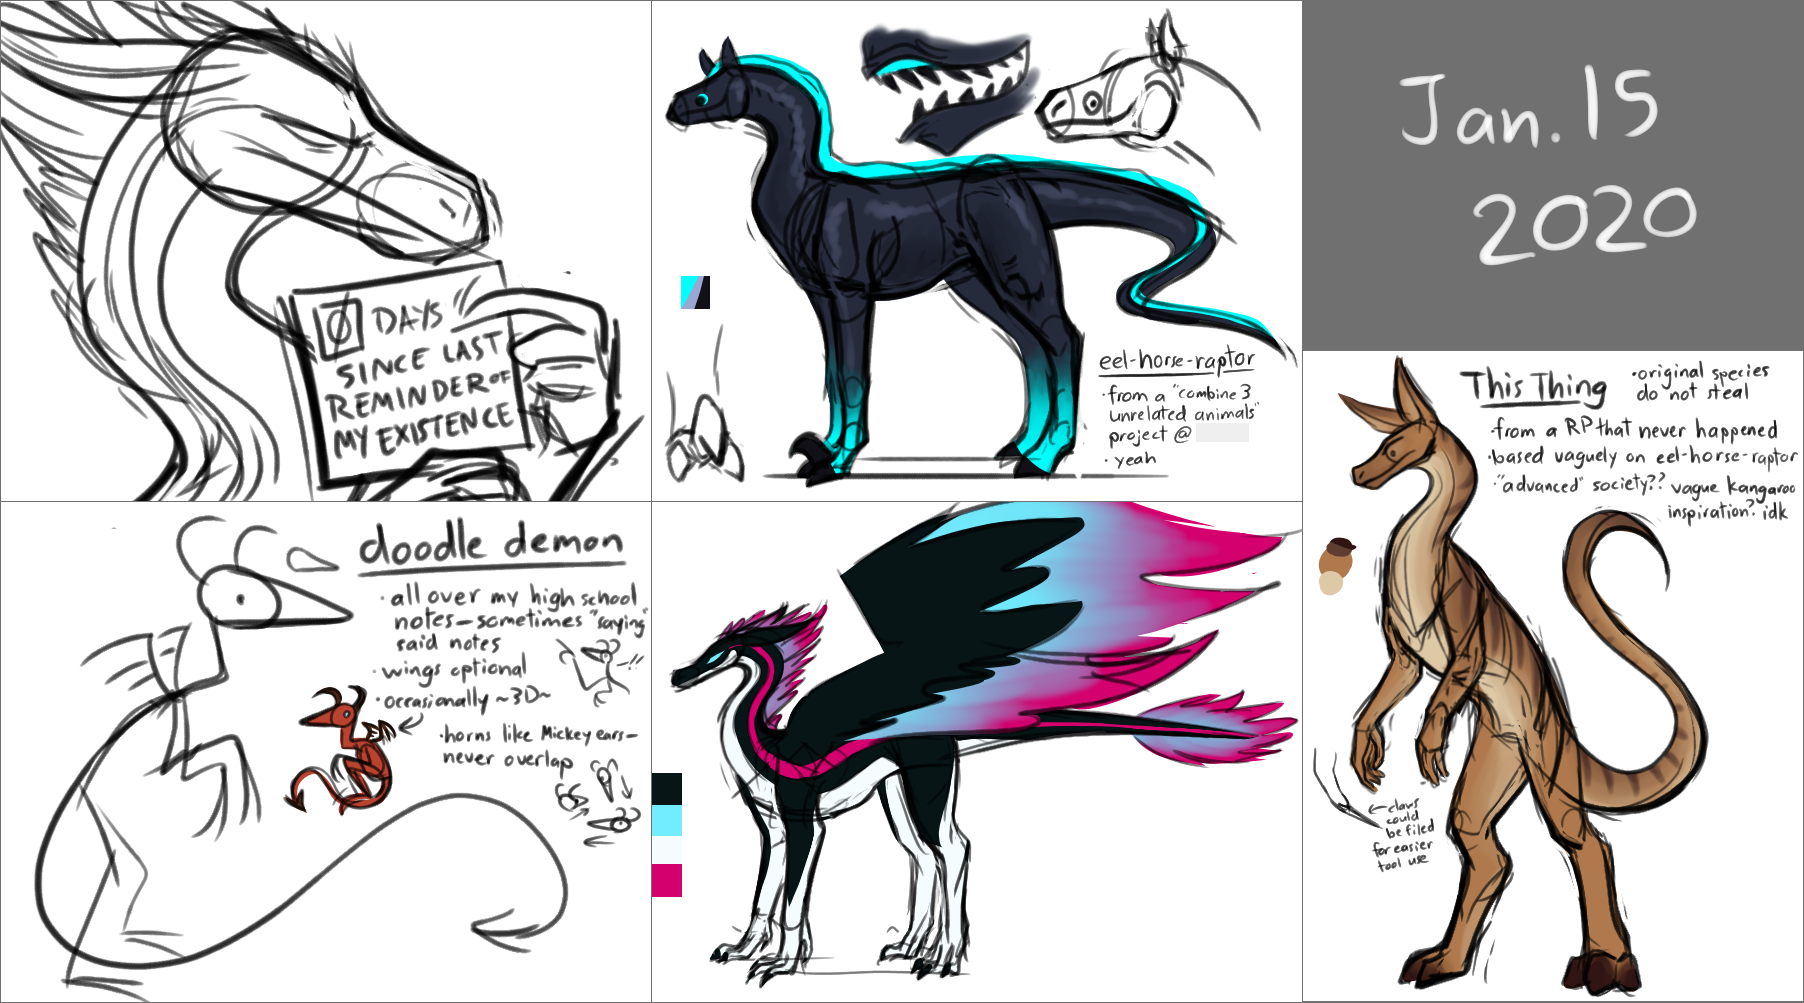 0 DAYS
SINCE LAST
REMINDER OF
MY EXISTENCE
eel-horse-raptor
· from a "combine 3
unrelated animals"
project @
· yeah
Jan. 15
2020
This Thing
· original species
do not steal
· from a RP that never happened
· based vaguely on eel-horse-raptor
· "advanced" society??
vague kangaroo
inspiration? idk
← claws
could
be filed
for easier
tool use
doodle demon
· all over my high school
notes – sometimes "saying"
said notes
· wings optional
· occasionally ~3D~
· horns like Mickey ears –
never overlap